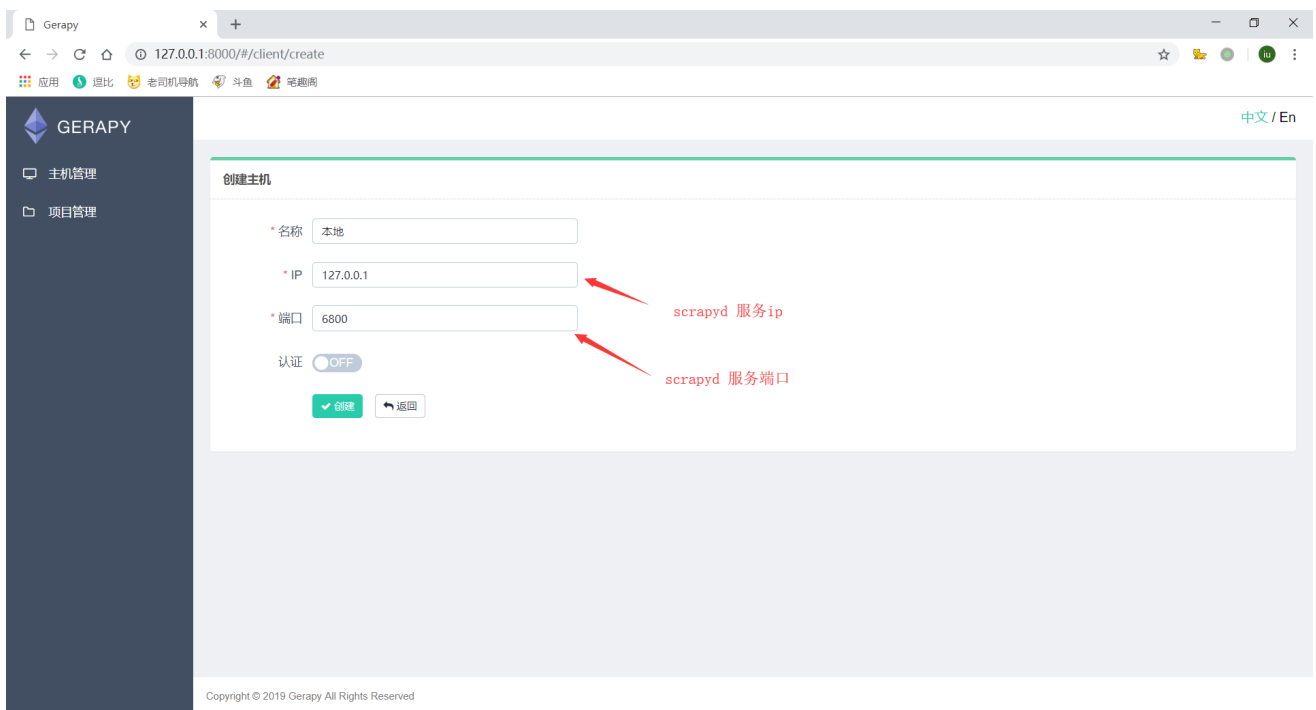 Gerapy
127.0.0.1:8000/#/client/create
iu
应用 逗比 老司机导航 斗鱼 笔趣阁
GERAPY
中文 / En
主机管理
项目管理
创建主机
* 名称 本地
* IP 127.0.0.1
scrapyd 服务ip
* 端口 6800
认证 OFF
scrapyd 服务端口
创建 返回
Copyright © 2019 Gerapy All Rights Reserved